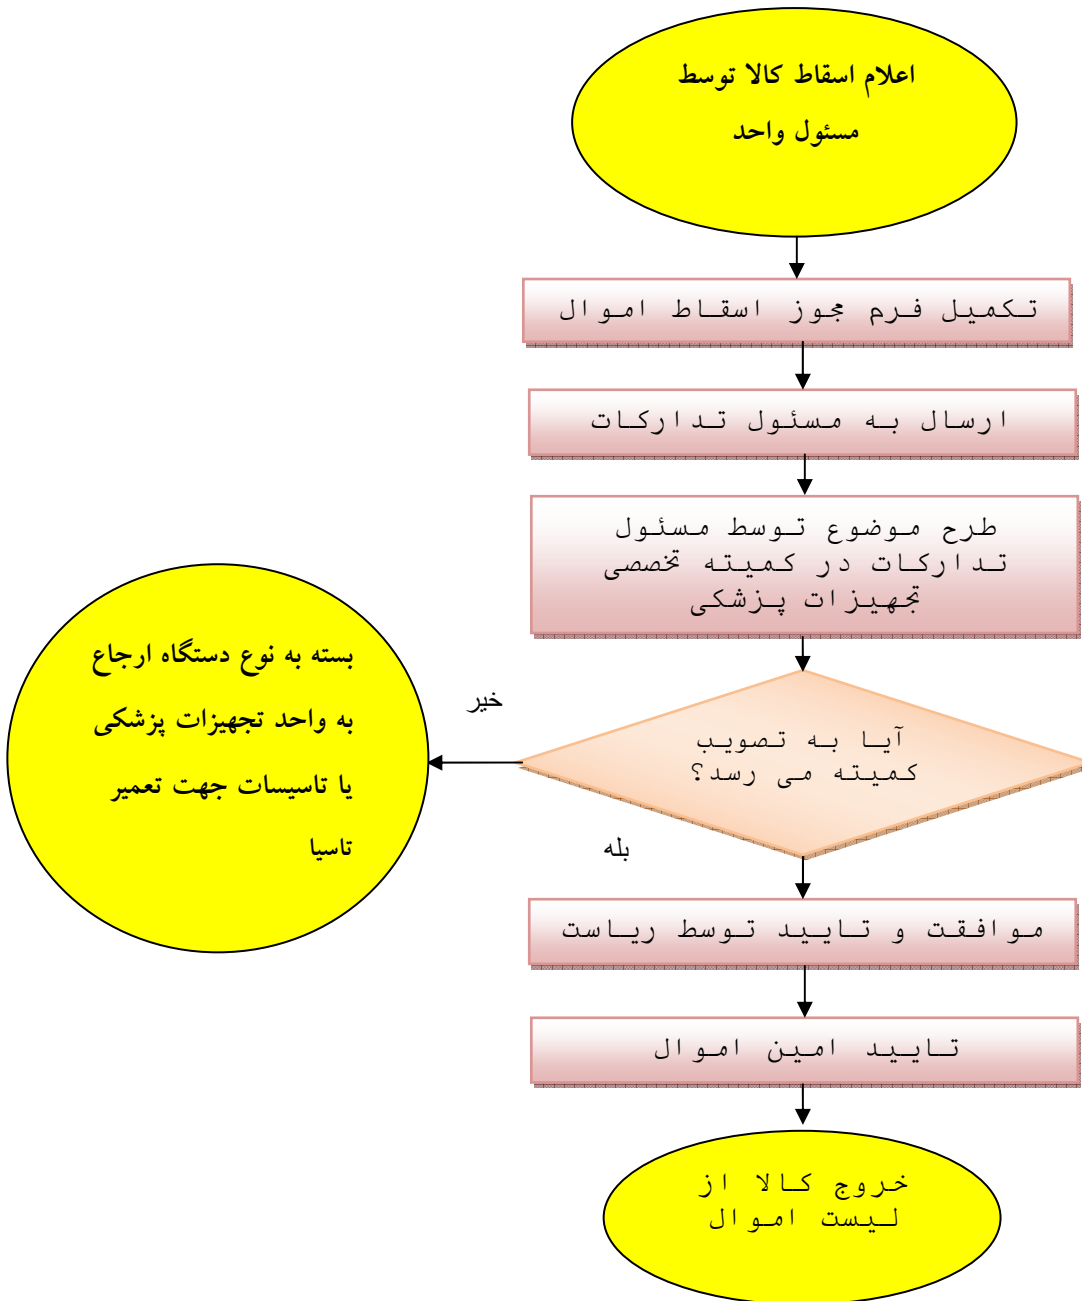 اعلام اسقاط کالا توسط
مسئول واحد
تکمیل فرم مجوز اسقاط اموال
ارسال به مسئول تدارکات
طرح موضوع توسط مسئول
تدارکات در کمیته تخصصی
تجهیزات پزشکی
آیا به تصویب
کمیته می رسد؟
خیر
بسته به نوع دستگاه ارجاع
به واحد تجهیزات پزشکی
یا تاسیسات جهت تعمیر
تاسیا
بله
موافقت و تایید توسط ریاست
تایید امین اموال
خروج کالا از
لیست اموال